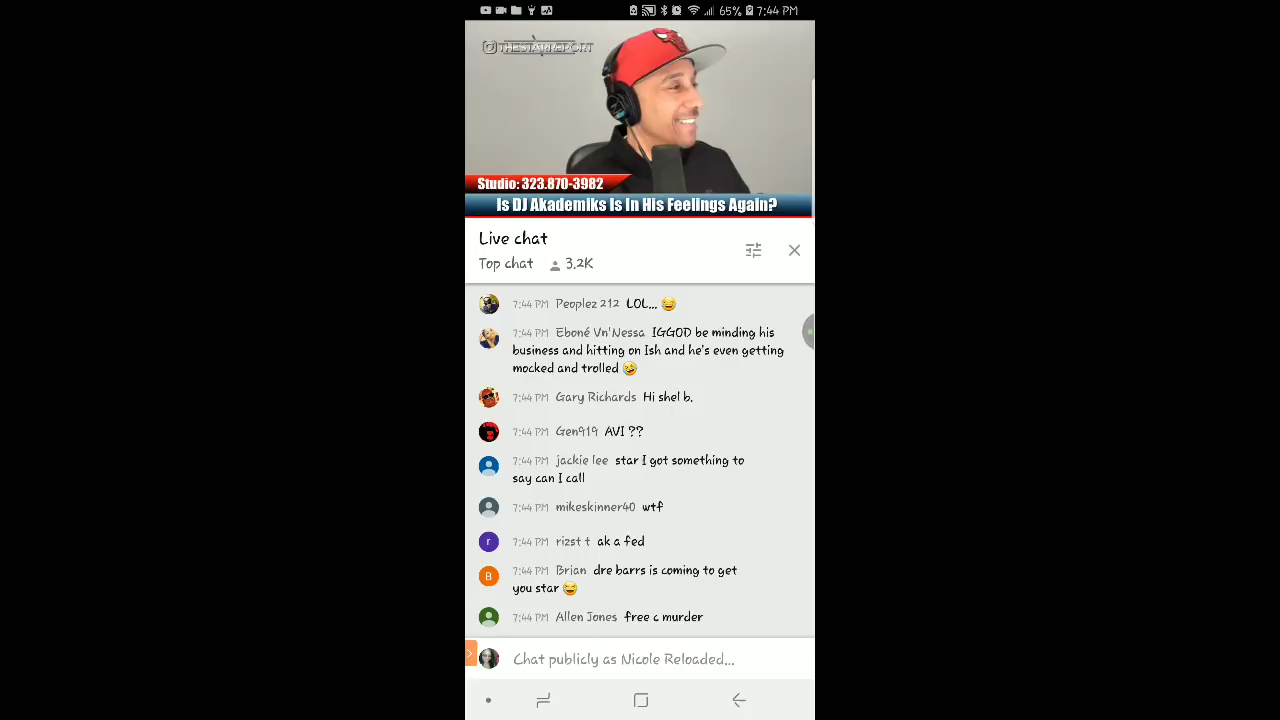 65% 7:44 PM
THESTARREPORT
Studio: 323.870-3982
Is DJ Akademiks Is In His Feelings Again?
Live chat
Top chat 3.2K
7:44 PM Peoplez 212 LOL... 😂
7:44 PM Eboné Vn'Nessa IGGOD be minding his
business and hitting on Ish and he's even getting
mocked and trolled 🤣
7:44 PM Gary Richards Hi shel b.
7:44 PM Gen919 AVI ??
7:44 PM jackie lee star I got something to
say can I call
7:44 PM mikeskinner40 wtf
r 7:44 PM rizst t ak a fed
B 7:44 PM Brian dre barrs is coming to get
you star 😂
7:44 PM Allen Jones free c murder
Chat publicly as Nicole Reloaded...